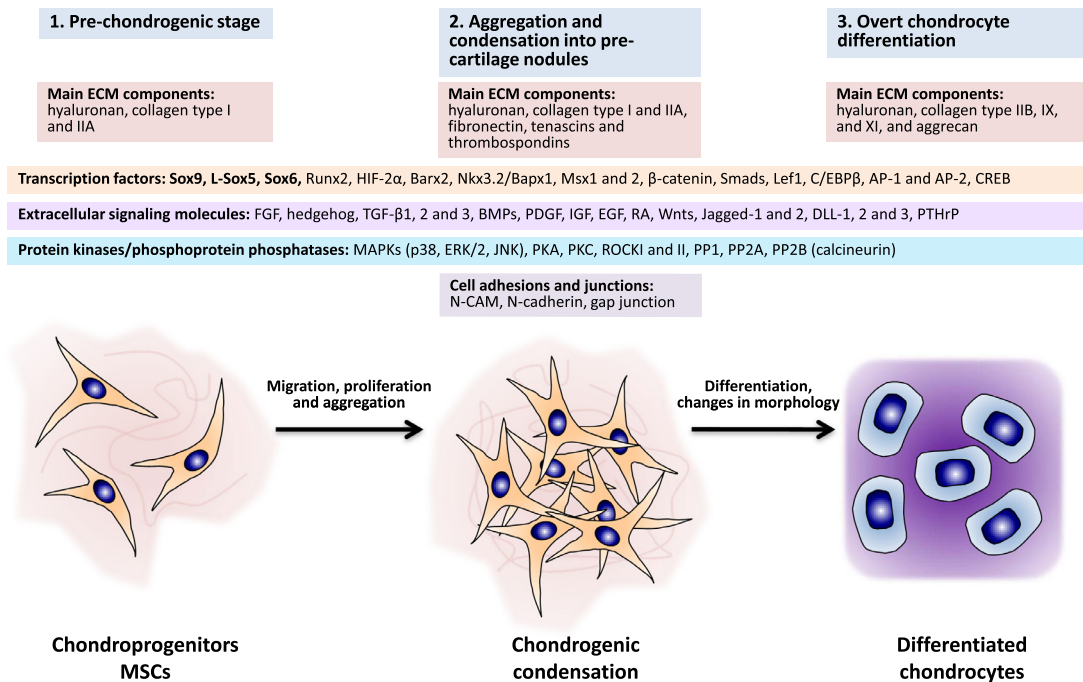 1. Pre-chondrogenic stage
2. Aggregation and
condensation into pre-
cartilage nodules
3. Overt chondrocyte
differentiation
Main ECM components:
hyaluronan, collagen type I
and IIA
Main ECM components:
hyaluronan, collagen type I and IIA,
fibronectin, tenascins and
thrombospondins
Main ECM components:
hyaluronan, collagen type IIB, IX,
and XI, and aggrecan
Transcription factors: Sox9, L-Sox5, Sox6, Runx2, HIF-2α, Barx2, Nkx3.2/Bapx1, Msx1 and 2, β-catenin, Smads, Lef1, C/EBPβ, AP-1 and AP-2, CREB
Extracellular signaling molecules: FGF, hedgehog, TGF-β1, 2 and 3, BMPs, PDGF, IGF, EGF, RA, Wnts, Jagged-1 and 2, DLL-1, 2 and 3, PTHrP
Protein kinases/phosphoprotein phosphatases: MAPKs (p38, ERK/2, JNK), PKA, PKC, ROCKI and II, PP1, PP2A, PP2B (calcineurin)
Cell adhesions and junctions:
N-CAM, N-cadherin, gap junction
Migration, proliferation
and aggregation
Differentiation,
changes in morphology
Chondroprogenitors
MSCs
Chondrogenic
condensation
Differentiated
chondrocytes